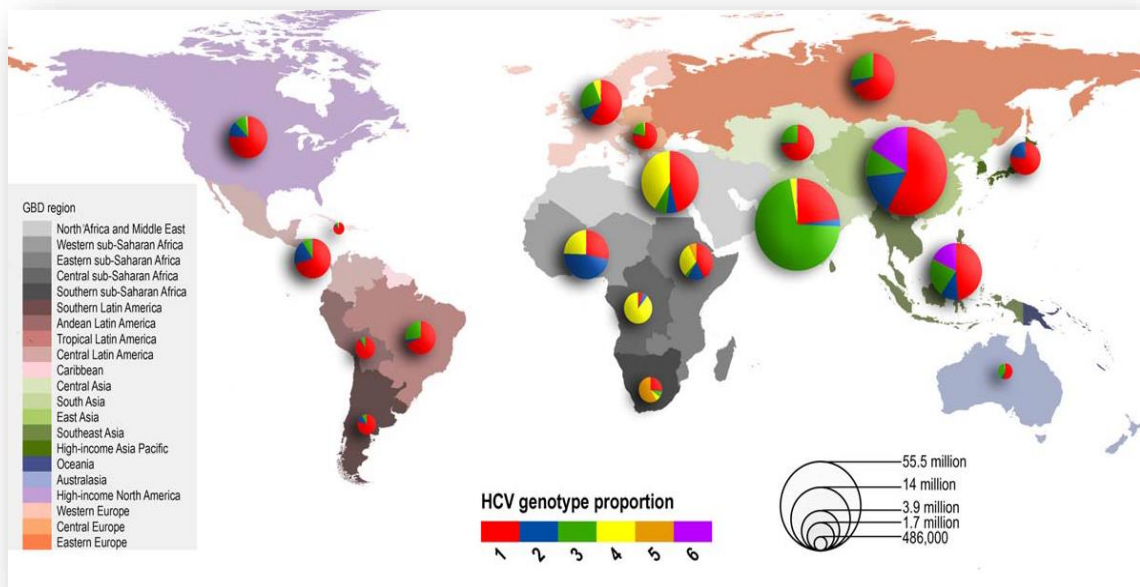 GBD region
North Africa and Middle East
Western sub-Saharan Africa
Eastern sub-Saharan Africa
Central sub-Saharan Africa
Southern sub-Saharan Africa
Southern Latin America
Andean Latin America
Tropical Latin America
Central Latin America
Caribbean
Central Asia
South Asia
East Asia
Southeast Asia
High-income Asia Pacific
Oceania
Australasia
High-income North America
Western Europe
Central Europe
Eastern Europe
HCV genotype proportion
1 2 3 4 5 6
55.5 million
14 million
3.9 million
1.7 million
486,000